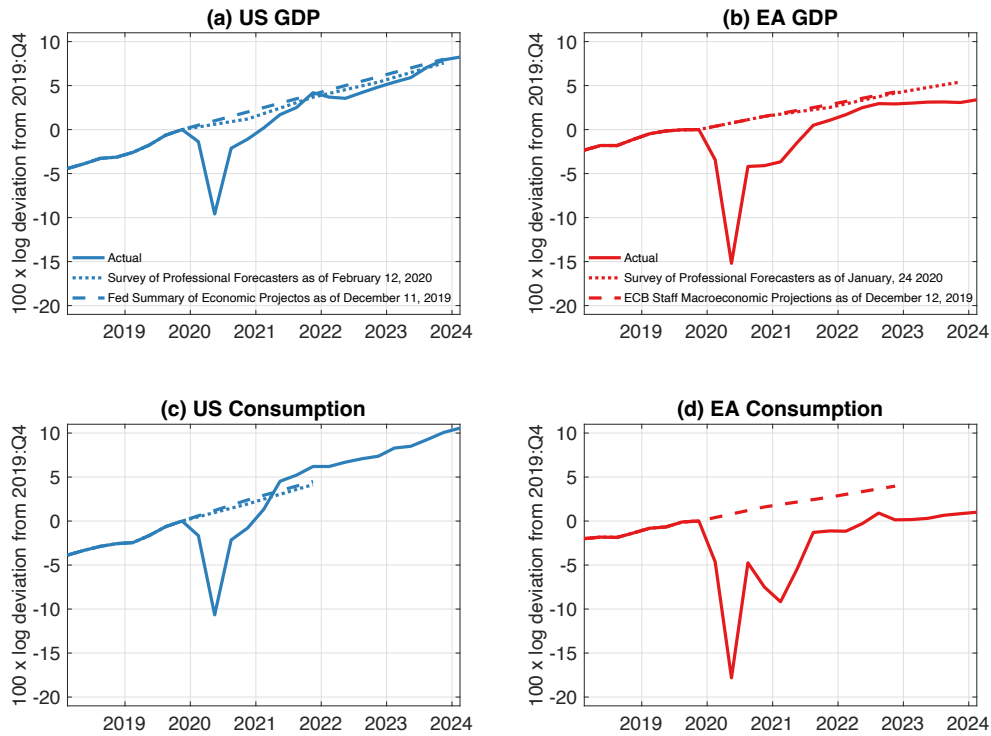 (a) US GDP
100 x log deviation from 2019:Q4
10
5
0
-5
-10
-15
-20
Actual
Survey of Professional Forecasters as of February 12, 2020
Fed Summary of Economic Projectos as of December 11, 2019
2019 2020 2021 2022 2023 2024
(b) EA GDP
100 x log deviation from 2019:Q4
10
5
0
-5
-10
-15
-20
Actual
Survey of Professional Forecasters as of January, 24 2020
ECB Staff Macroeconomic Projections as of December 12, 2019
2019 2020 2021 2022 2023 2024
(c) US Consumption
100 x log deviation from 2019:Q4
10
5
0
-5
-10
-15
-20
2019 2020 2021 2022 2023 2024
(d) EA Consumption
100 x log deviation from 2019:Q4
10
5
0
-5
-10
-15
-20
2019 2020 2021 2022 2023 2024